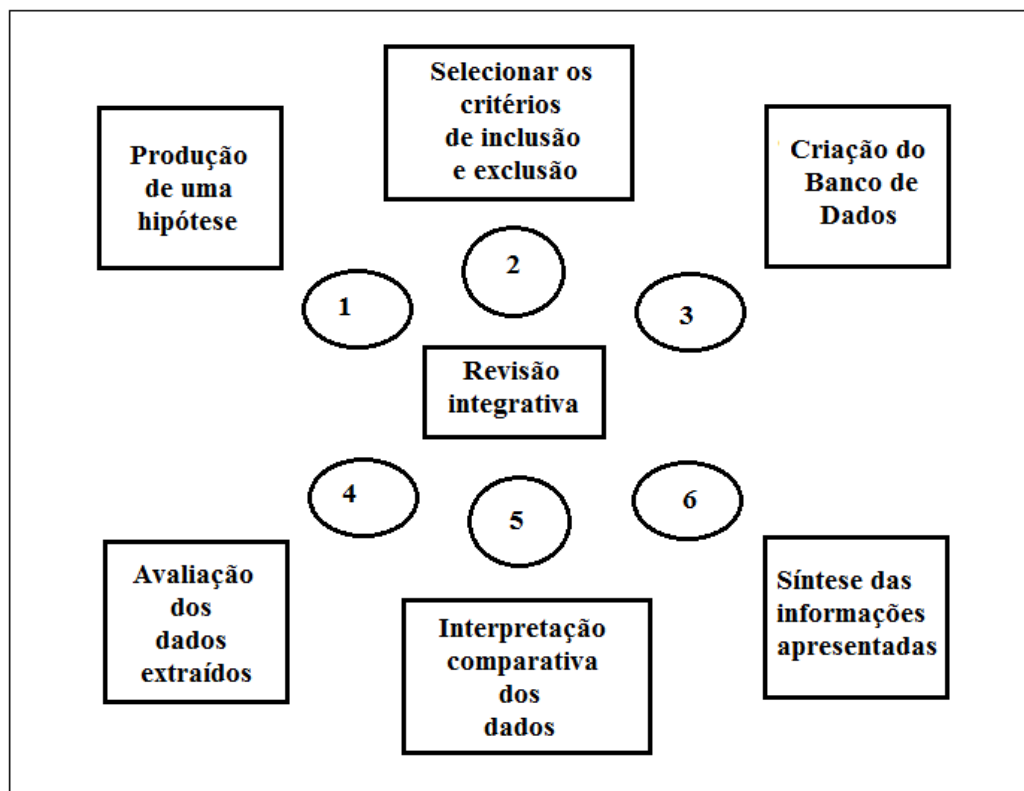 Produção
de uma
hipótese
Selecionar os
critérios
de inclusão
e exclusão
Criação do
Banco de
Dados
1
2
3
Revisão
integrativa
4
5
6
Avaliação
dos
dados
extraídos
Interpretação
comparativa
dos
dados
Síntese das
informações
apresentadas